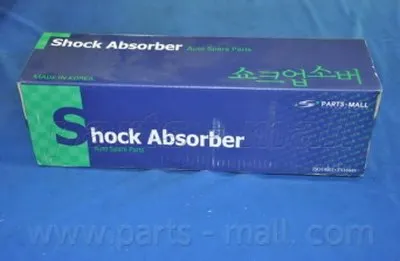 Shock Absorber Auto Spare Parts
MADE IN KOREA
쇼크업소버
PARTS-MALL
Shock Absorber
Auto Spare Parts
www.parts-mall.com